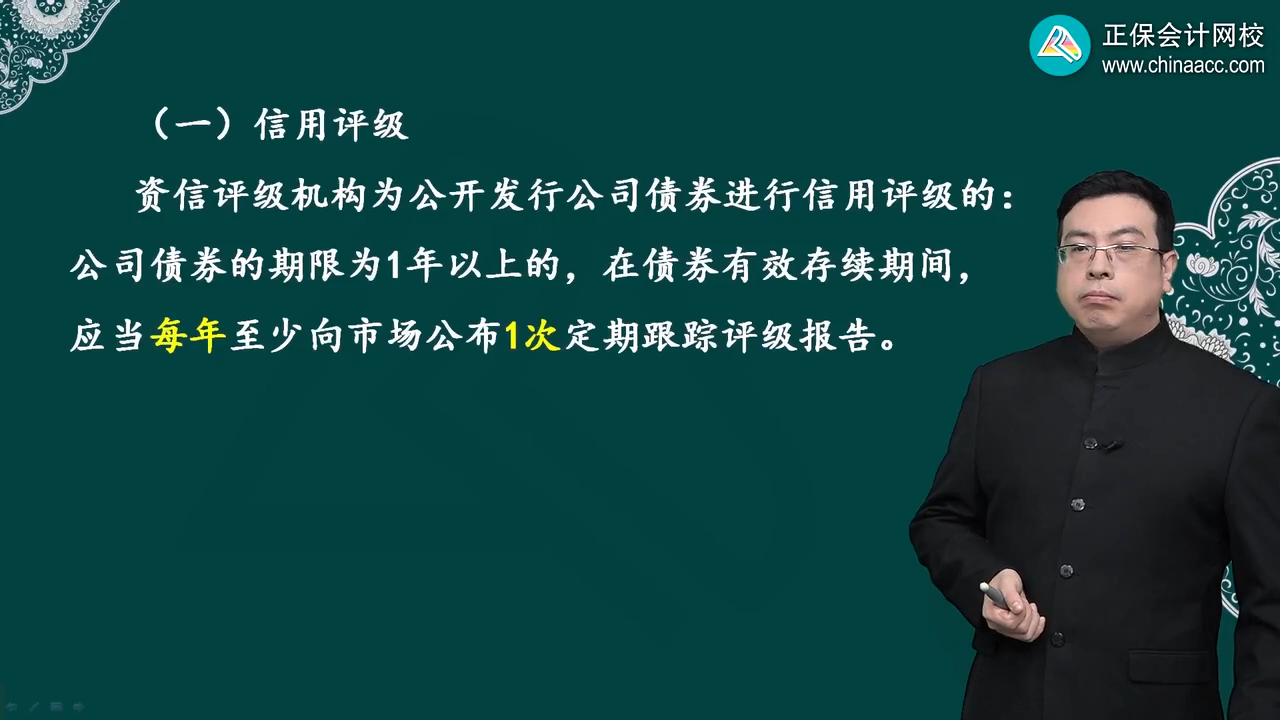 正保会计网校
www.chinaacc.com
（一）信用评级
资信评级机构为公开发行公司债券进行信用评级的：
公司债券的期限为1年以上的，在债券有效存续期间，
应当每年至少向市场公布1次定期跟踪评级报告。